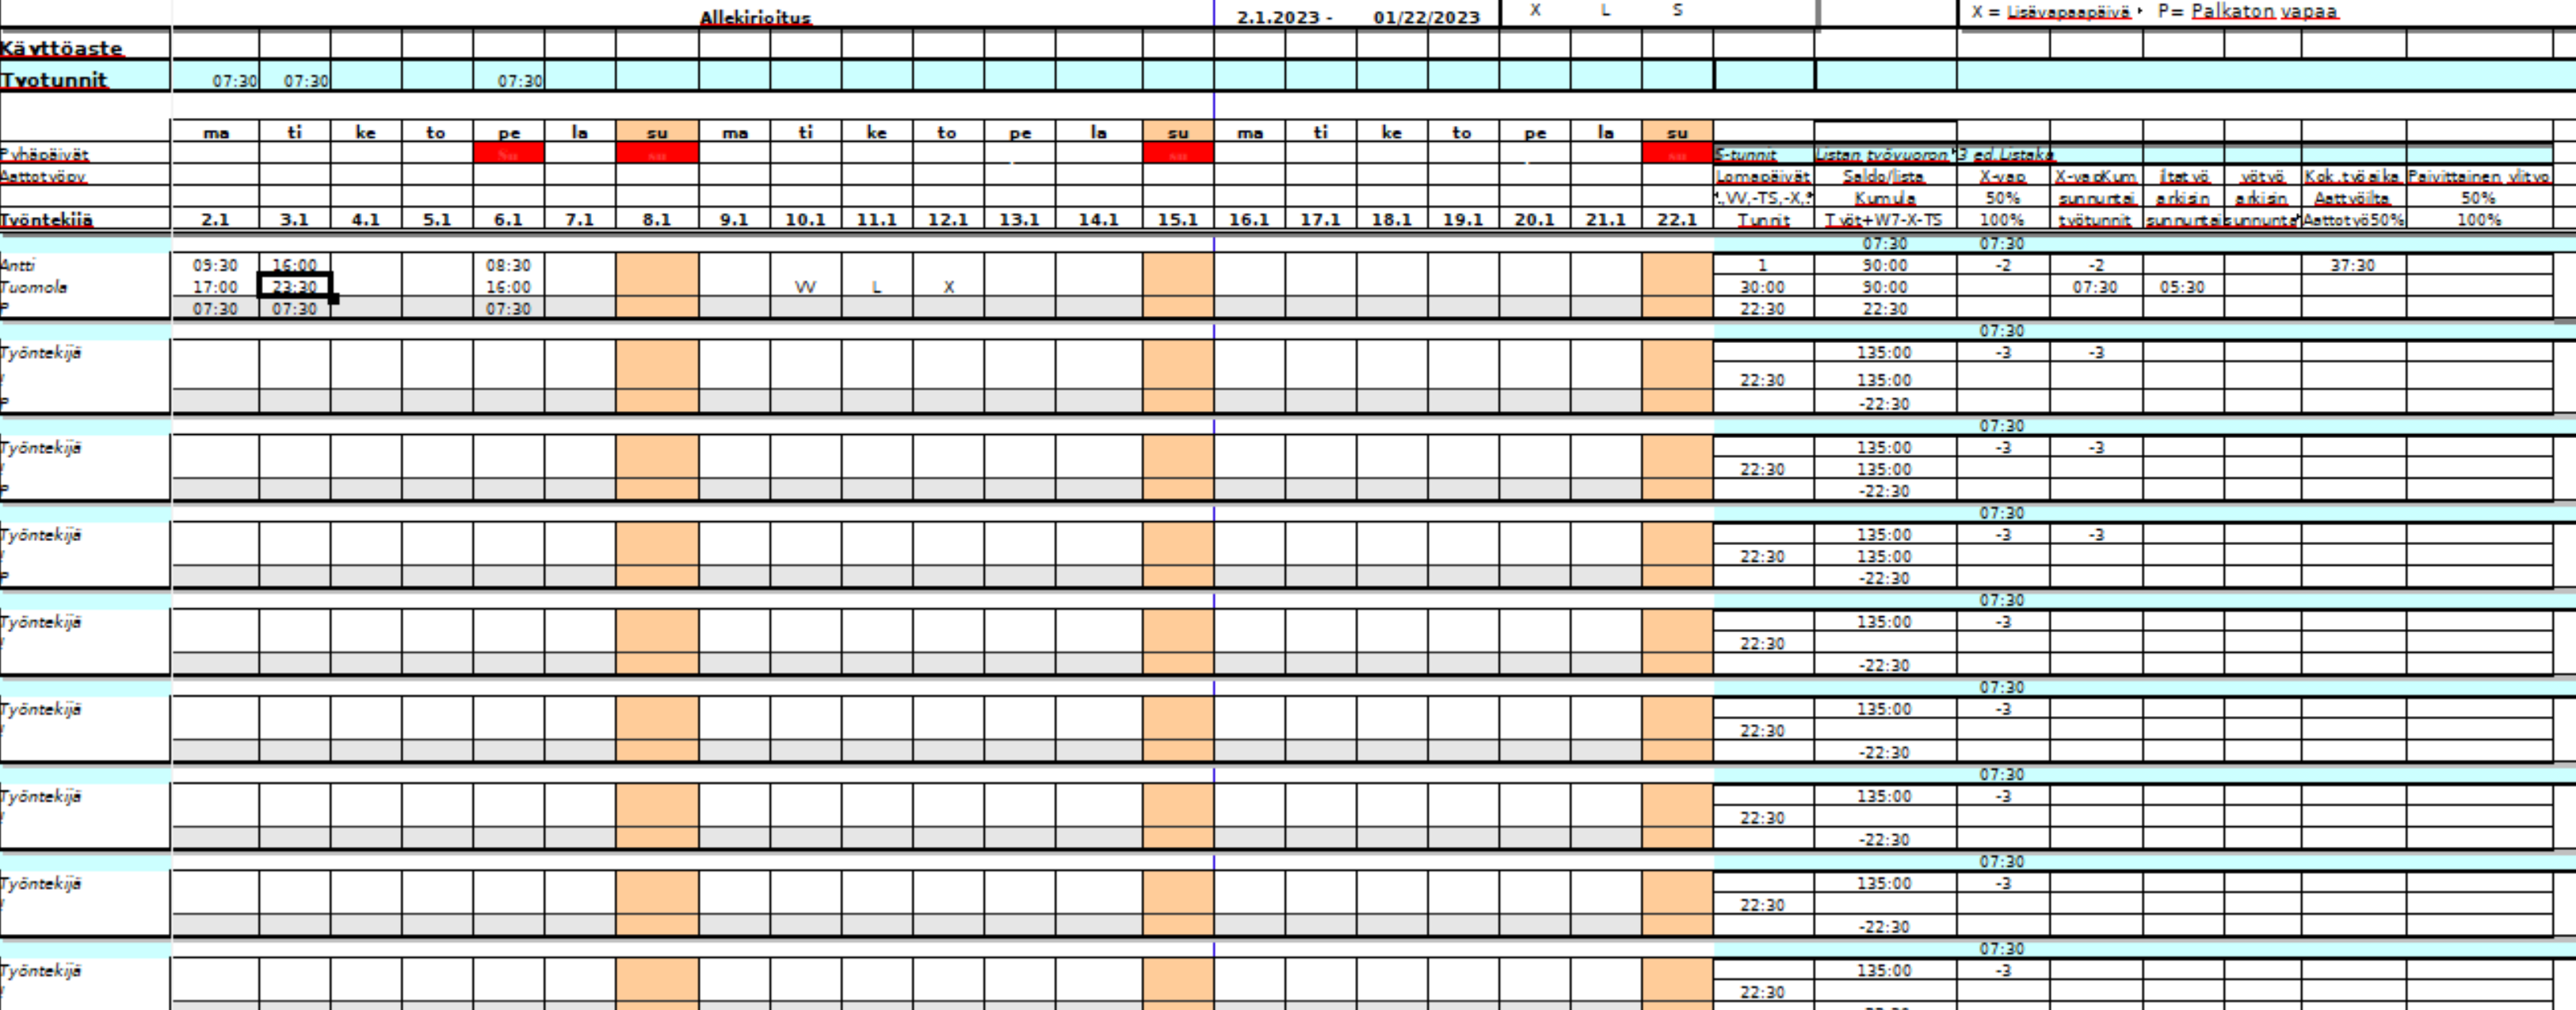 Allekirjoitus 2.1.2023 - 01/22/2023 X L S X = Lisävapaapäivä P= Palkaton vapaa
Käyttöaste
Työtunnit 07:30 07:30 07:30
ma ti ke to pe la su ma ti ke to pe la su ma ti ke to pe la su
Pyhäpäivät S-tunnit Listan työvuoron 3 ed.Listaka
Aattotyöpv Lomapäivät Saldo/lista X-vap X-vapKum iltatyö yötyö Kok.työaika Paivittainen ylityo
,VV,-TS,-X, Kumula 50% sunnuntai arkisin arkisin Aattyöilta 50%
Työntekijä 2.1 3.1 4.1 5.1 6.1 7.1 8.1 9.1 10.1 11.1 12.1 13.1 14.1 15.1 16.1 17.1 18.1 19.1 20.1 21.1 22.1 Tunnit T yöt+W7-X-TS 100% työtunnit sunnuntai sunnunta Aattotyö50% 100%
07:30 07:30
Antti 09:30 16:00 08:30 1 90:00 -2 -2 37:30
Tuomola 17:00 23:30 16:00 VV L X 30:00 90:00 07:30 05:30
P 07:30 07:30 07:30 22:30 22:30
07:30
Työntekijä 135:00 -3 -3
22:30 135:00
P -22:30
07:30
Työntekijä 135:00 -3 -3
22:30 135:00
P -22:30
07:30
Työntekijä 135:00 -3 -3
22:30 135:00
P -22:30
07:30
Työntekijä 135:00 -3
22:30
-22:30
07:30
Työntekijä 135:00 -3
22:30
-22:30
07:30
Työntekijä 135:00 -3
22:30
-22:30
07:30
Työntekijä 135:00 -3
22:30
-22:30
07:30
Työntekijä 135:00 -3
22:30